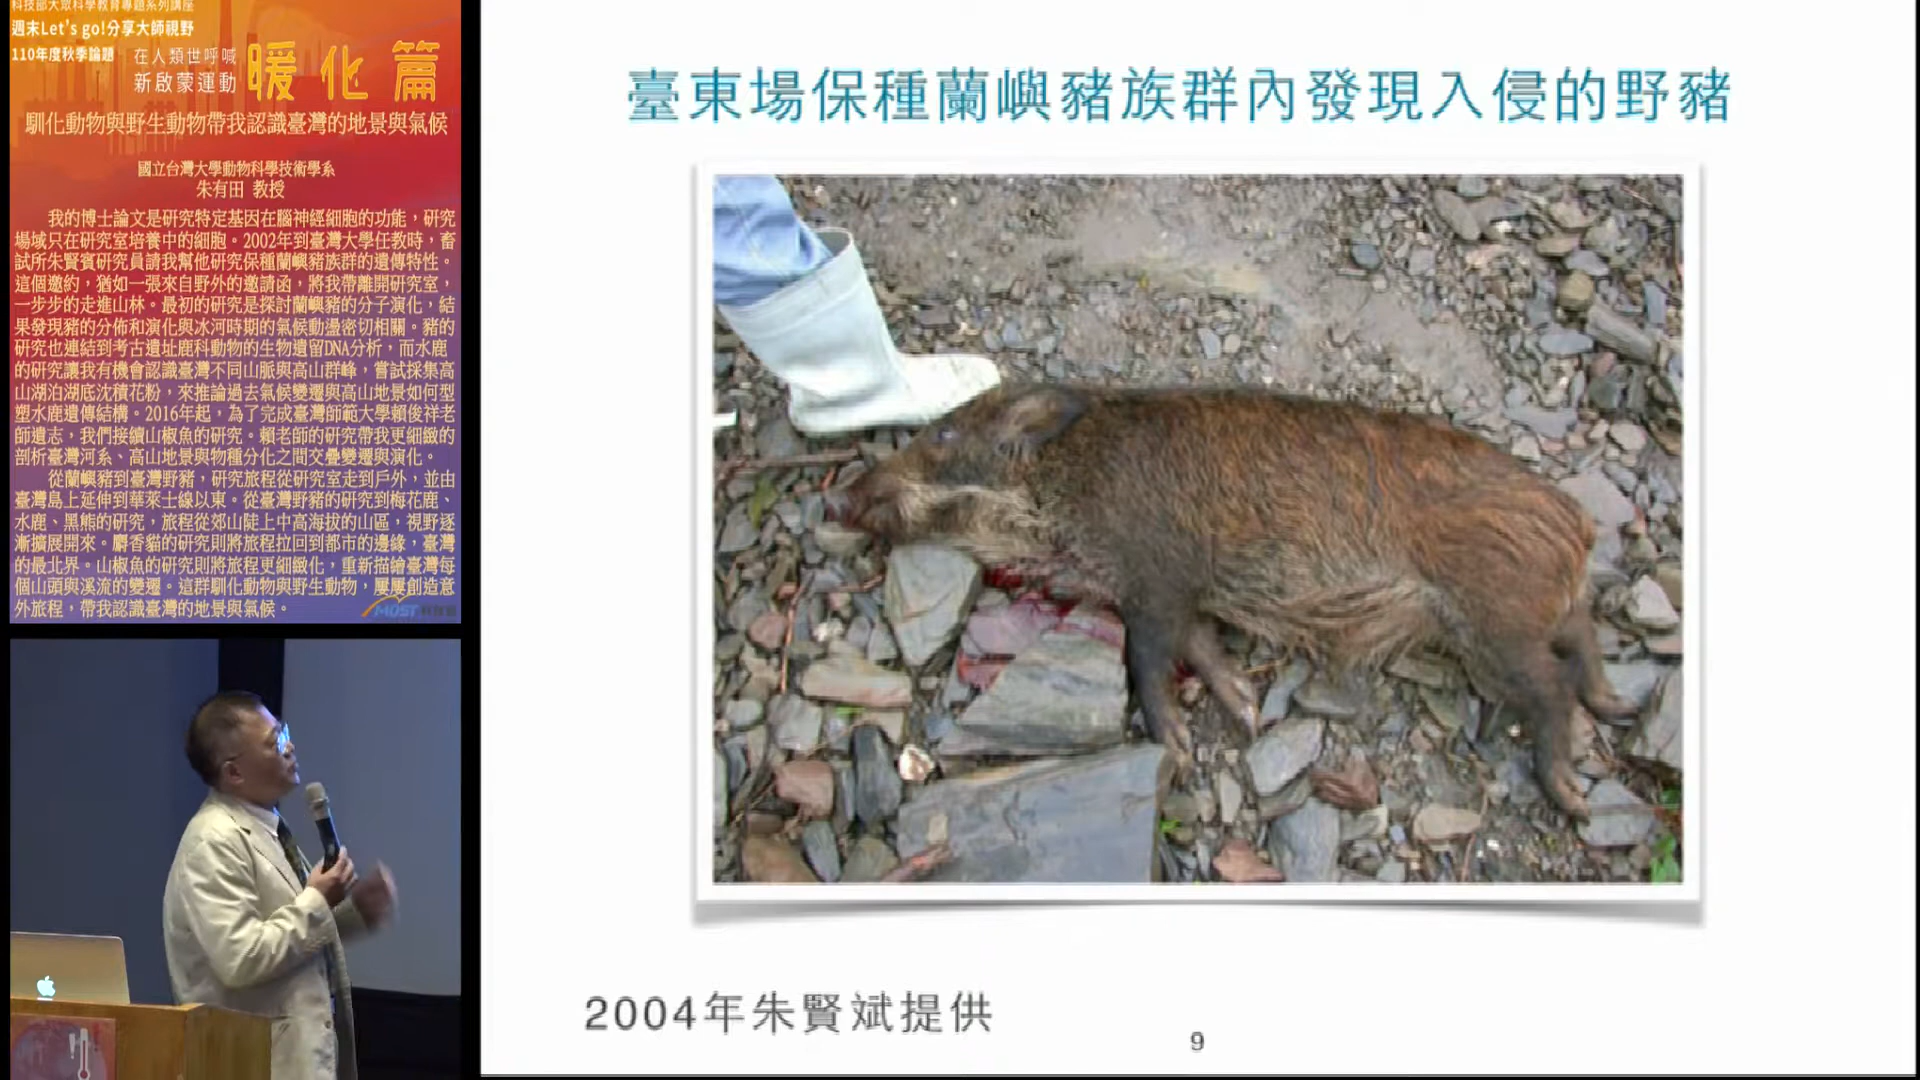 科技部大眾科學教育專題系列講座
週末Let's go!分享大師視野
110年度秋季論題
在人類世呼喊
新啟蒙運動
暖化篇
馴化動物與野生動物帶我認識臺灣的地景與氣候
國立台灣大學動物科學技術學系
朱有田 教授
我的博士論文是研究特定基因在腦神經細胞的功能，研究
場域只在研究室培養中的細胞。2002年到臺灣大學任教時，畜
試所朱賢賓研究員請我幫他研究保種蘭嶼豬族群的遺傳特性。
這個邀約，猶如一張來自野外的邀請函，將我帶離開研究室，
一步步的走進山林。最初的研究是探討蘭嶼豬的分子演化，結
果發現豬的分佈和演化與冰河時期的氣候動盪密切相關。豬的
研究也連結到考古遺址鹿科動物的生物遺留DNA分析，而水鹿
的研究讓我有機會認識臺灣不同山脈與高山群峰，嘗試採集高
山湖泊湖底沈積花粉，來推論過去氣候變遷與高山地景如何型
塑水鹿遺傳結構。2016年起，為了完成臺灣師範大學賴俊祥老
師遺志，我們接續山椒魚的研究。賴老師的研究帶我更細緻的
剖析臺灣河系、高山地景與物種分化之間交疊變遷與演化。
從蘭嶼豬到臺灣野豬，研究旅程從研究室走到戶外，並由
臺灣島上延伸到華萊士線以東。從臺灣野豬的研究到梅花鹿、
水鹿、黑熊的研究，旅程從郊山陡上中高海拔的山區，視野逐
漸擴展開來。麝香貓的研究則將旅程拉回到都市的邊緣，臺灣
的最北界。山椒魚的研究則將旅程更細緻化，重新描繪臺灣每
個山頭與溪流的變遷。這群馴化動物與野生動物，屢屢創造意
外旅程，帶我認識臺灣的地景與氣候。
MOST 科技部
臺東場保種蘭嶼豬族群內發現入侵的野豬
2004年朱賢斌提供
9